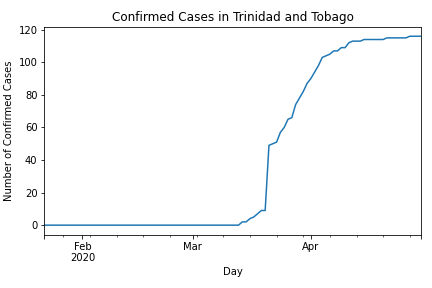 Confirmed Cases in Trinidad and Tobago
120
100
80
60
40
20
0
Number of Confirmed Cases
Feb
2020
Mar
Apr
Day